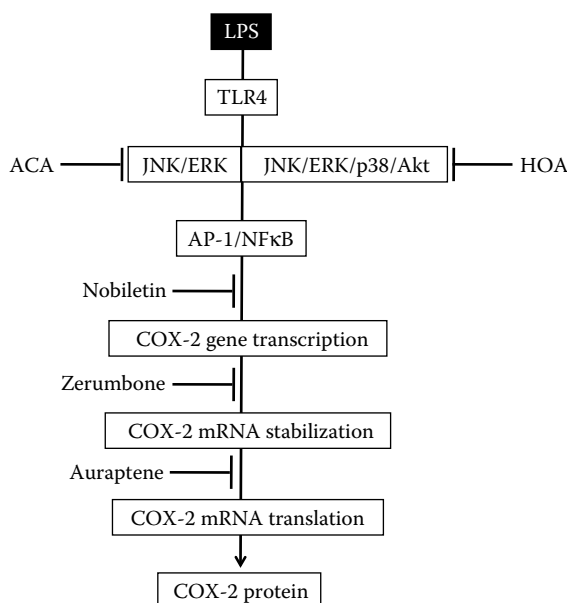 LPS
TLR4
ACA
JNK/ERK
JNK/ERK/p38/Akt
HOA
AP-1/NFκB
Nobiletin
COX-2 gene transcription
Zerumbone
COX-2 mRNA stabilization
Auraptene
COX-2 mRNA translation
COX-2 protein